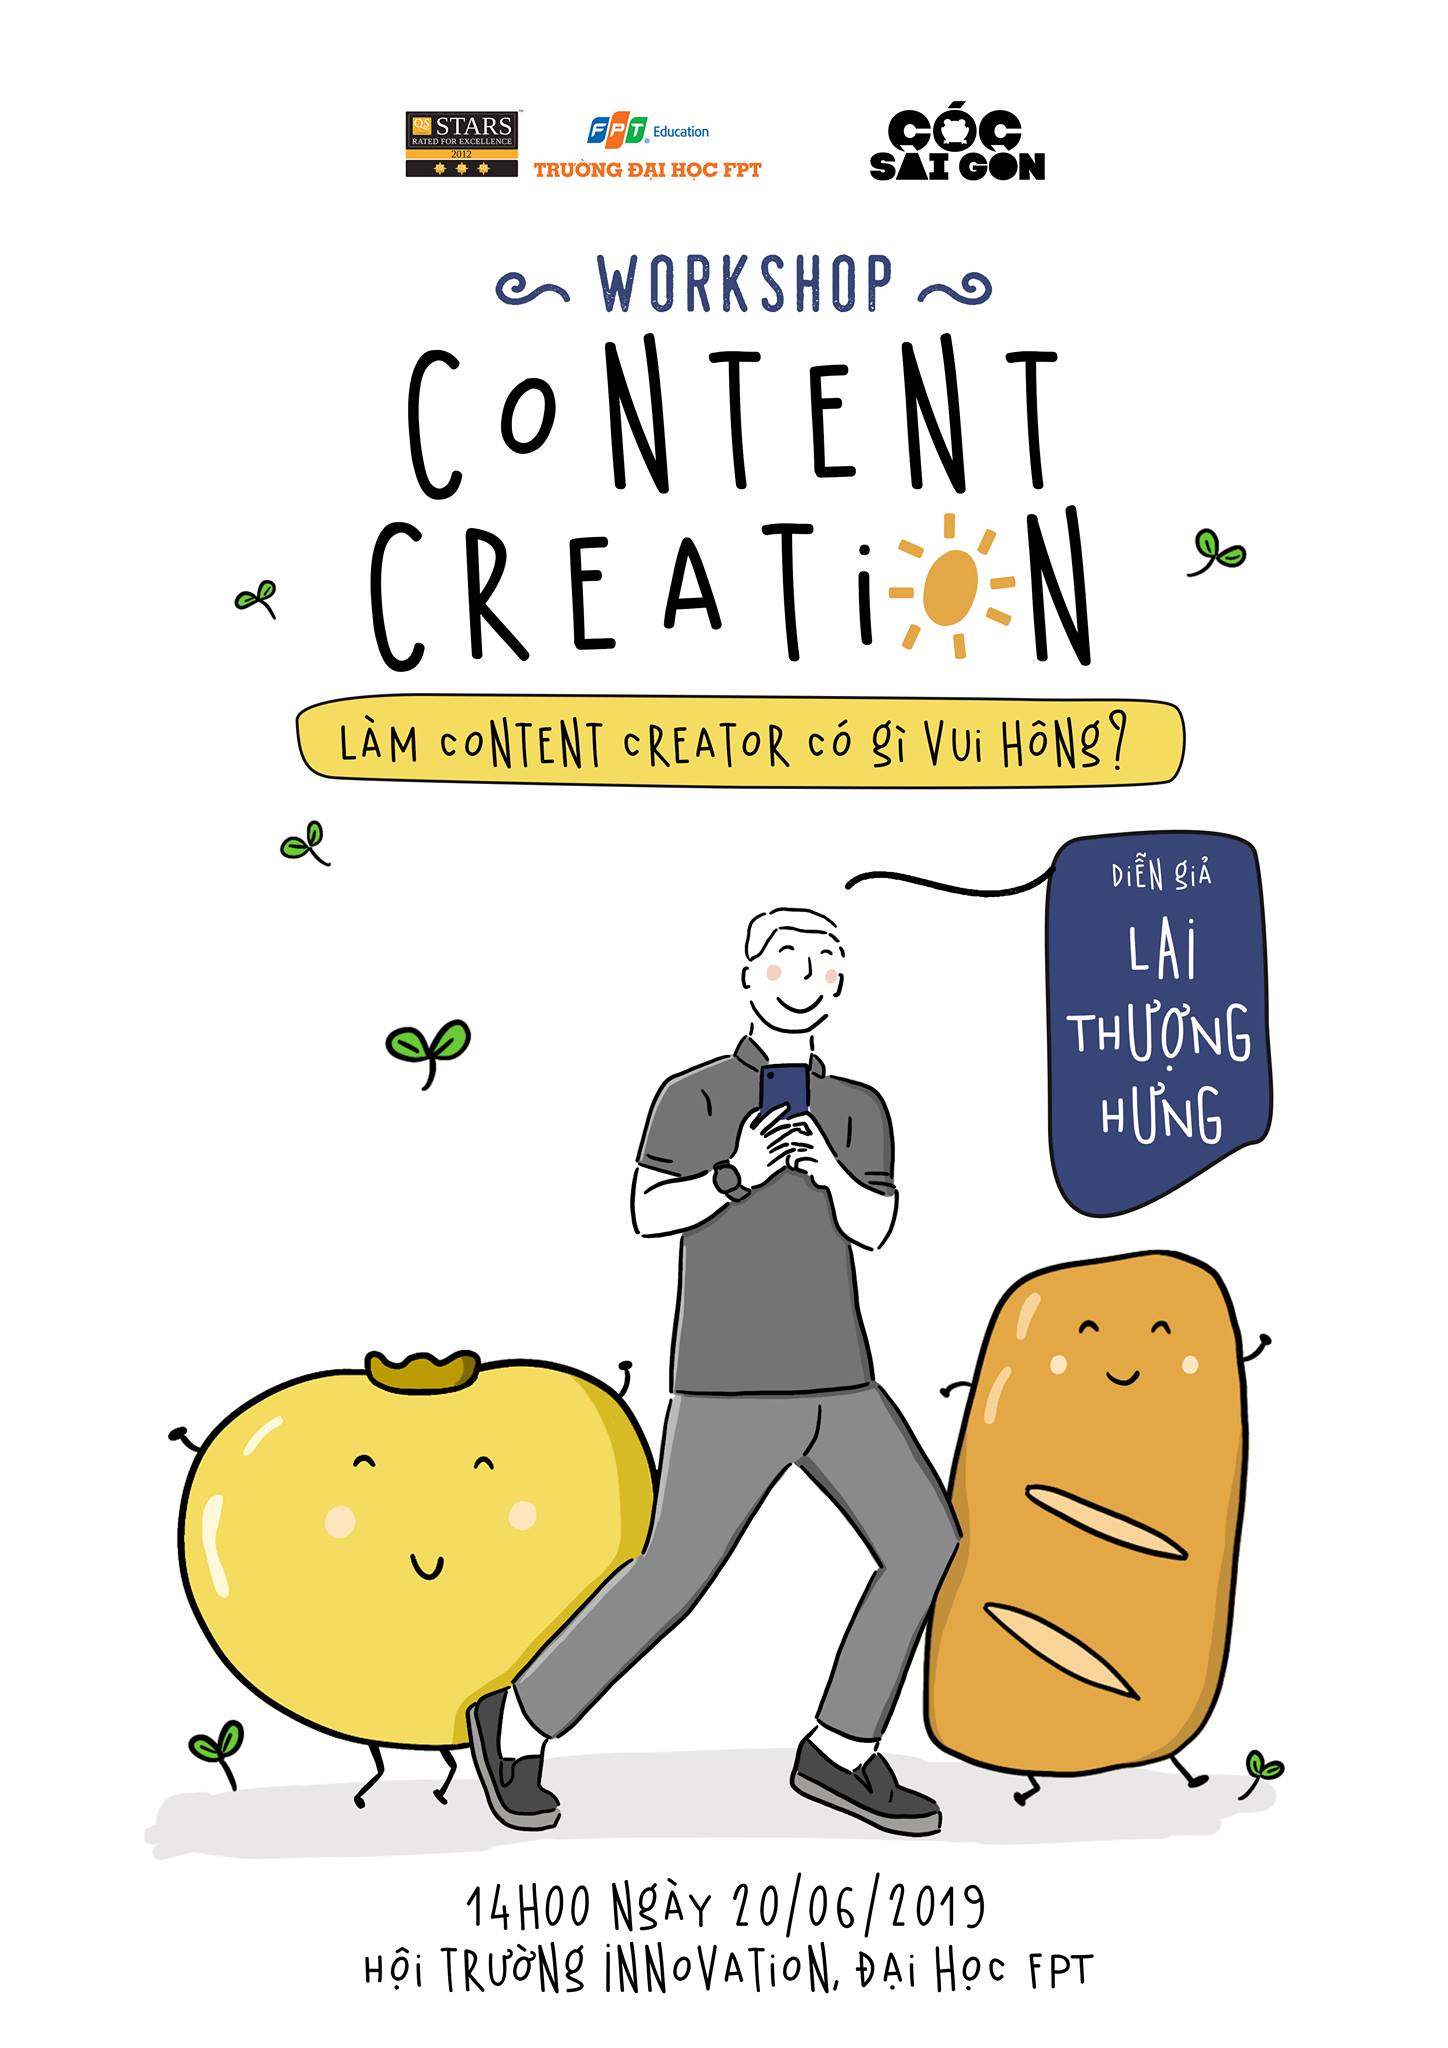 QS STARS
RATED FOR EXCELLENCE
2012
FPT Education
TRƯỜNG ĐẠI HỌC FPT
CÓC
SÀI GÒN
WORKSHOP
CONTENT
CREATiON
LÀM CONTENT CREATOR CÓ gì VUi HÔNg?
DiỄN giẢ
LAi
THƯỢNG
HƯNG
14H00 NgÀY 20/06/2019
HỘi TRƯỜNg iNNOVATiON, ĐẠi HỌC FPT